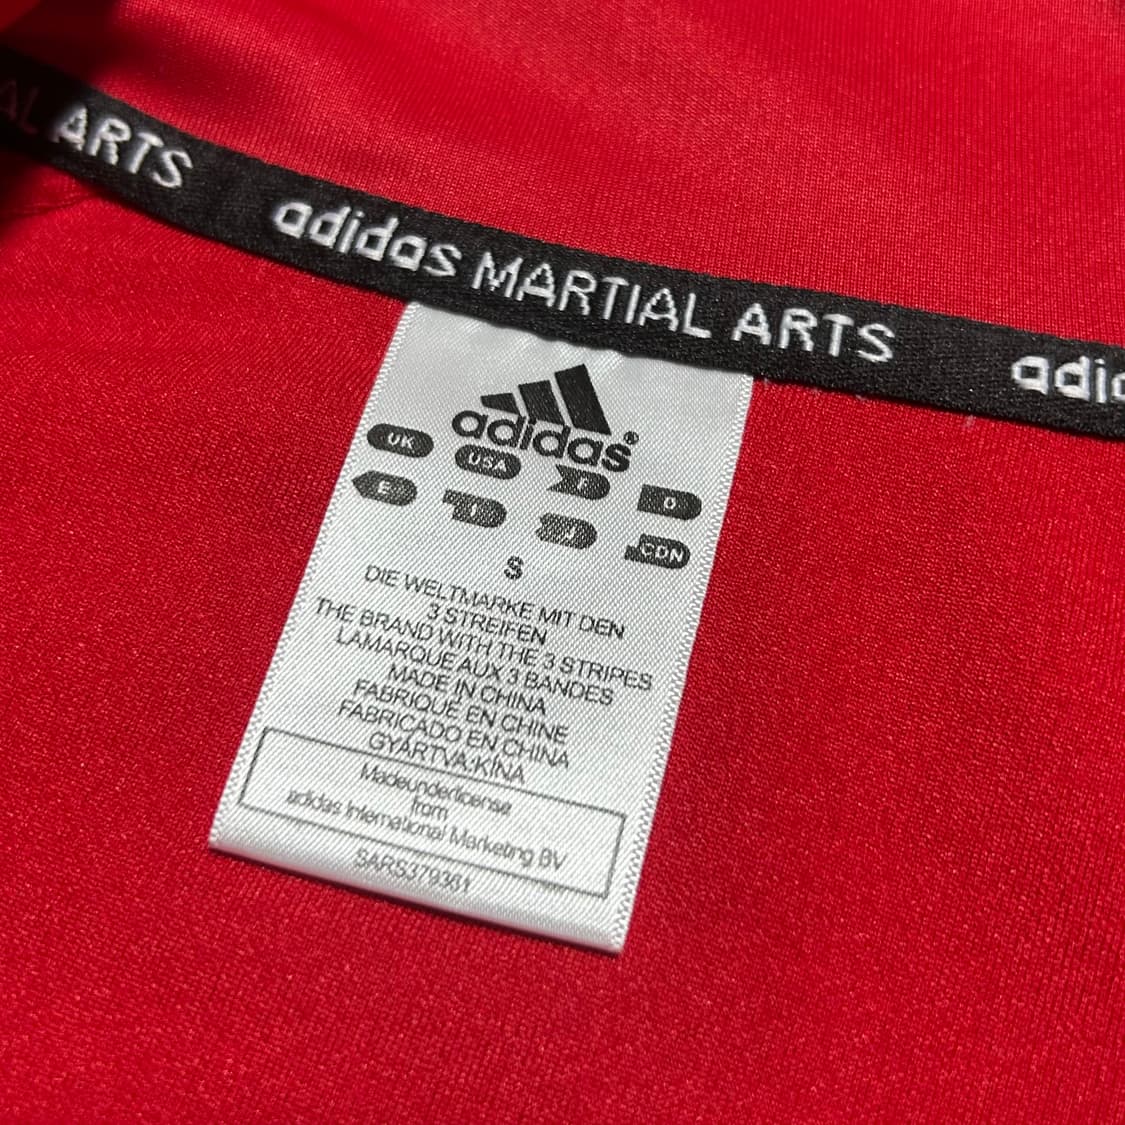 AL ARTS
adidas MARTIAL ARTS
adid
adidas®
UK USA F D
E I J CDN
S
DIE WELTMARKE MIT DEN
3 STREIFEN
THE BRAND WITH THE 3 STRIPES
LAMARQUE AUX 3 BANDES
MADE IN CHINA
FABRIQUÉ EN CHINE
FABRICADO EN CHINA
GYÁRTVA:KÍNA
Madeunderlicense
from
adidas International Marketing BV
SARS379361